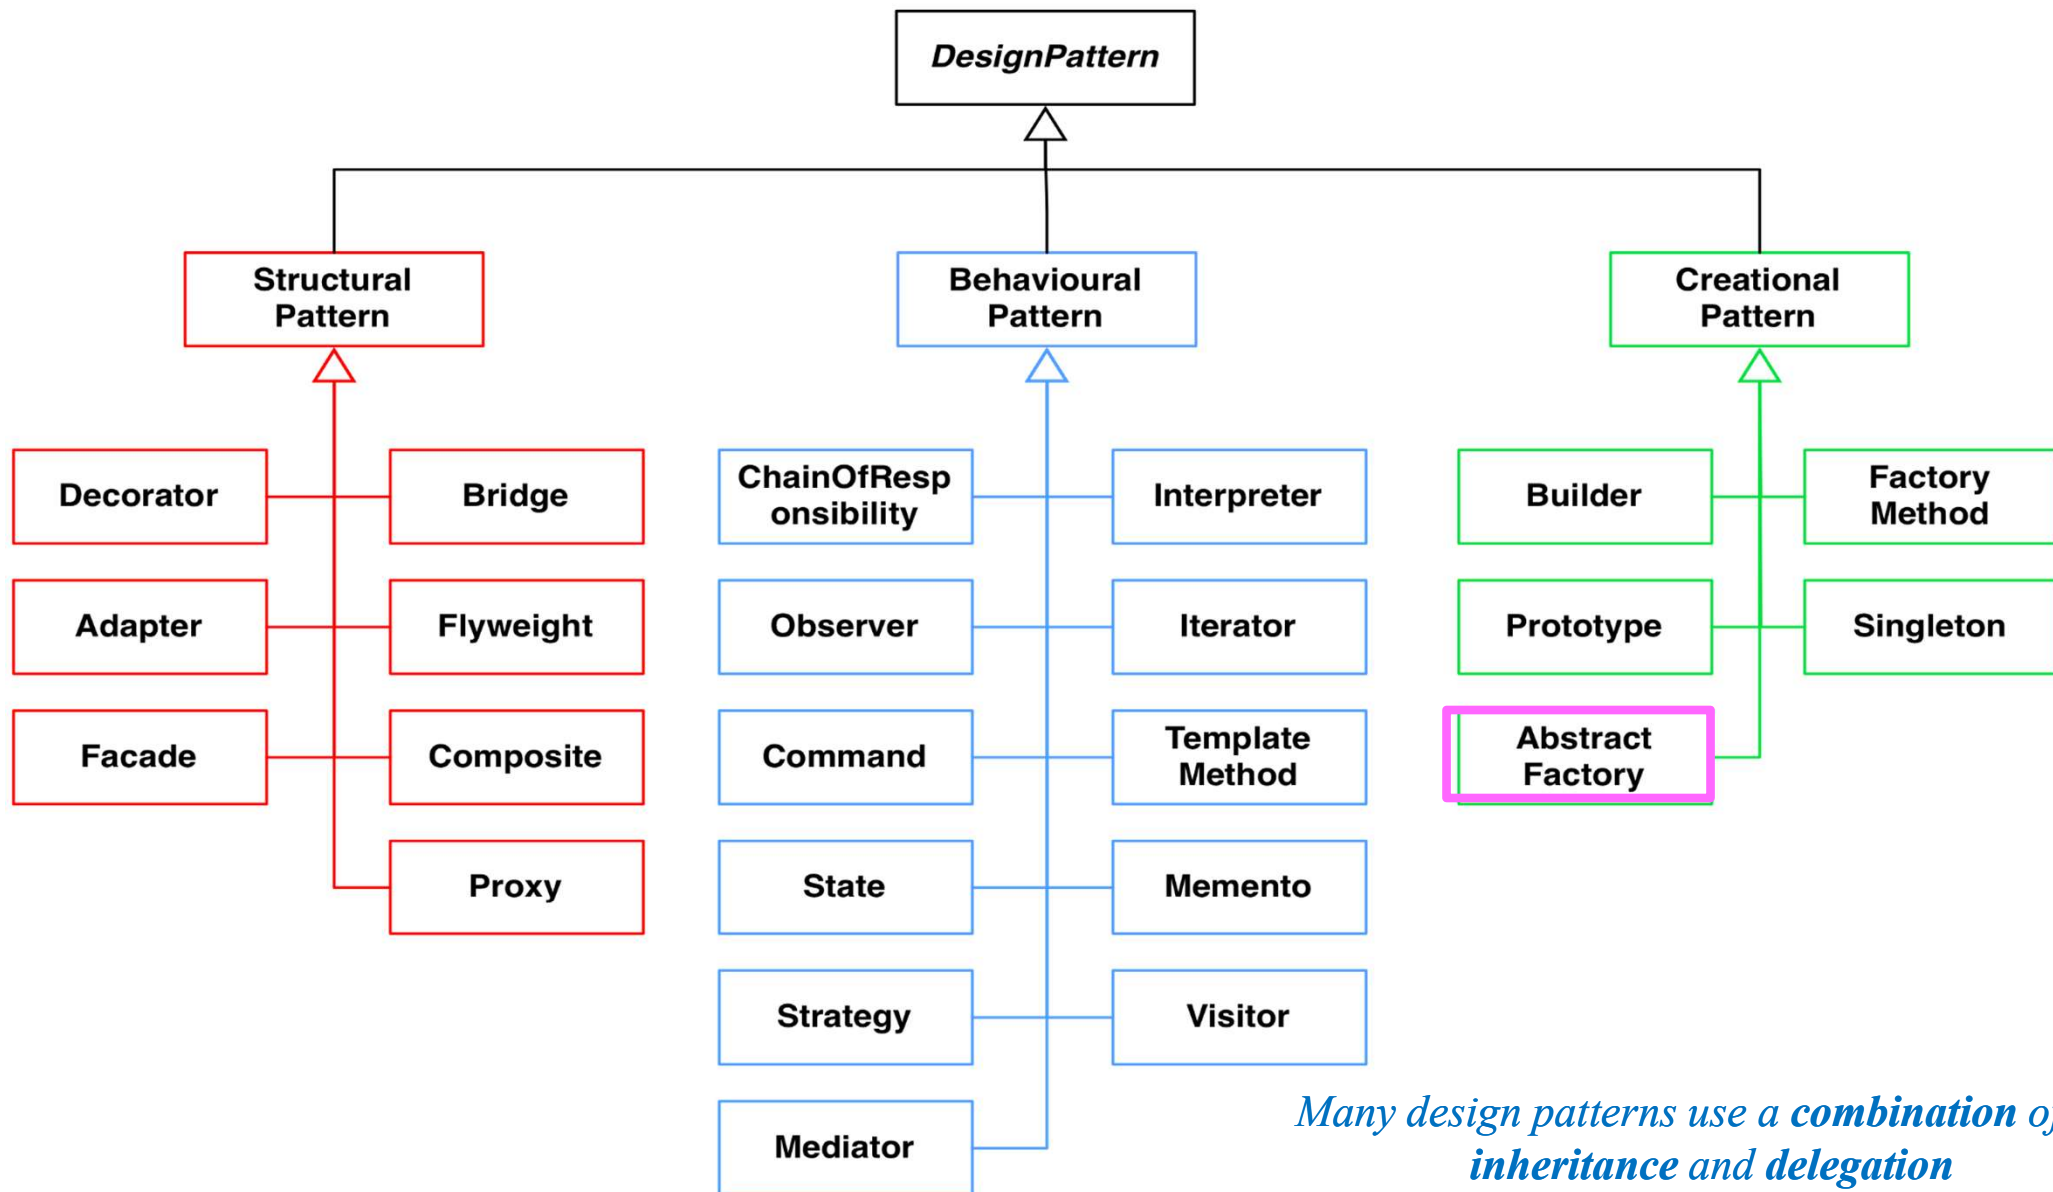 DesignPattern
Structural
Pattern
Behavioural
Pattern
Creational
Pattern
Decorator
Bridge
ChainOfResp
onsibility
Interpreter
Builder
Factory
Method
Adapter
Flyweight
Observer
Iterator
Prototype
Singleton
Facade
Composite
Command
Template
Method
Abstract
Factory
Proxy
State
Memento
Strategy
Visitor
Mediator
Many design patterns use a combination of
inheritance and delegation